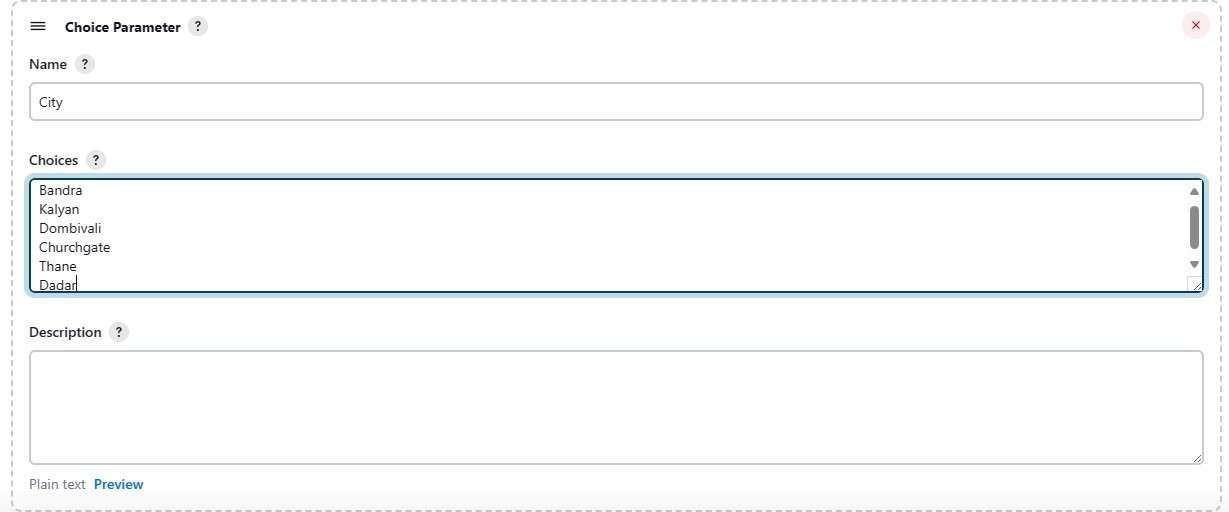 Choice Parameter ?
Name ?
City
Choices ?
Bandra
Kalyan
Dombivali
Churchgate
Thane
Dadar
Description ?
Plain text Preview